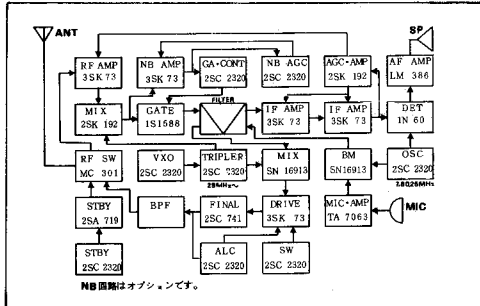 ANT
SP
RF AMP
3SK 73
NB AMP
3SK 73
GA·CONT
2SC 2320
NB·AGC
2SC 2320
AGC·AMP
2SK 192
AF AMP
LM 386
MIX
2SK 192
GATE
1S1588
FILTER
IF AMP
3SK 73
IF AMP
3SK 73
DET
IN 60
RF SW
MC 301
VXO
2SC 2320
TRIPLER
2SC 2320
MIX
SN 16913
BM
SN16913
OSC
2SC 2320
STBY
2SA 719
BPF
FINAL
2SC 741
DRIVE
3SK 73
MIC·AMP
TA 7063
MIC
STBY
2SC 2320
ALC
2SC 2320
SW
2SC 2320
NB回路はオプションです。